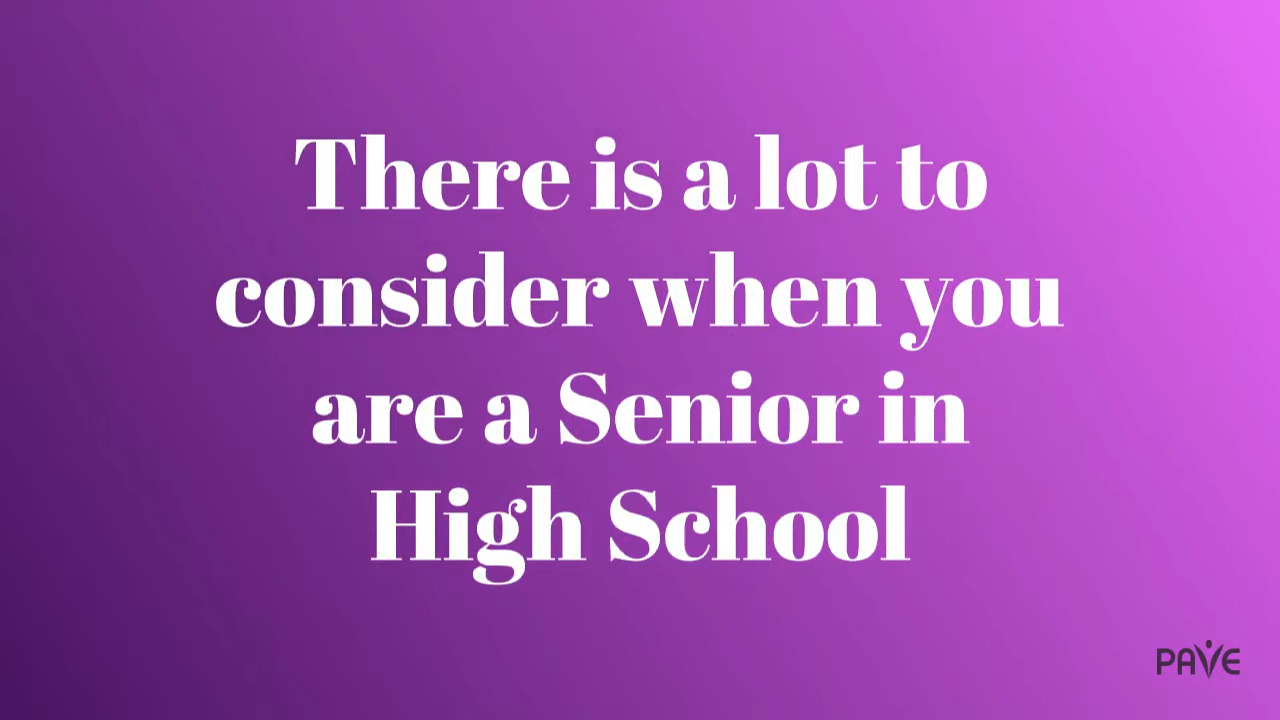 There is a lot to
consider when you
are a Senior in
High School
PAVE